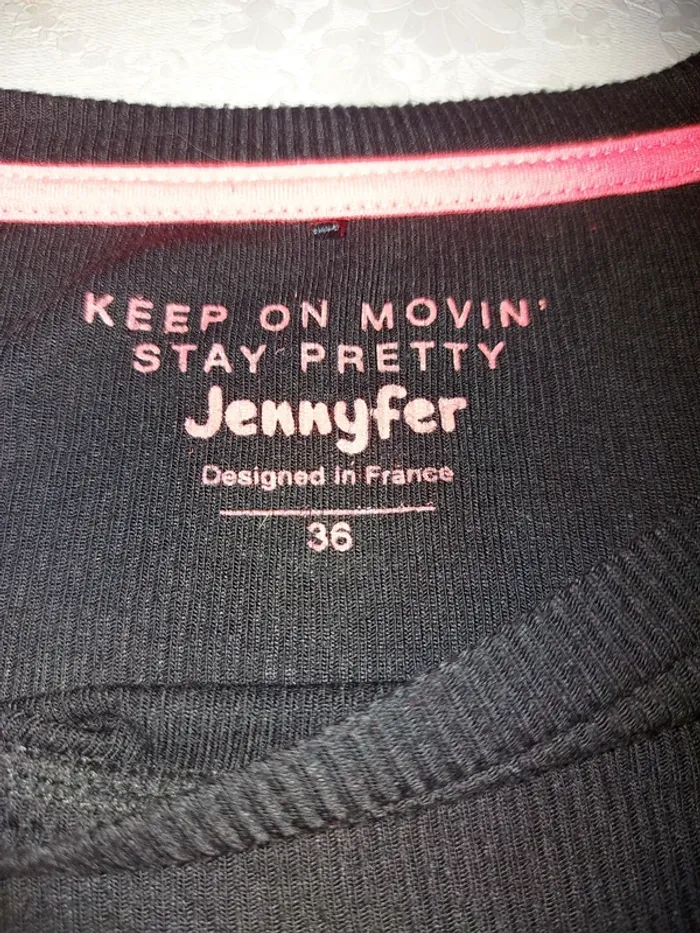 KEEP ON MOVIN'
STAY PRETTY
Jennyfer
Designed in France
36